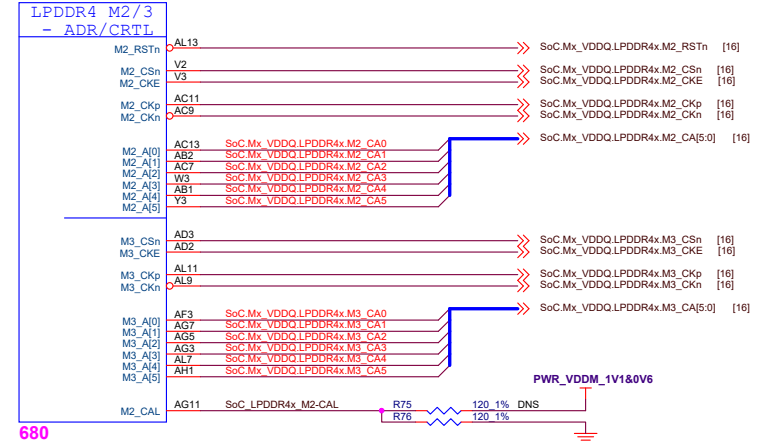 LPDDR4 M2/3
- ADR/CRTL
M2_RSTn AL13 SoC.Mx_VDDQ.LPDDR4x.M2_RSTn [16]
M2_CSn V2 SoC.Mx_VDDQ.LPDDR4x.M2_CSn [16]
M2_CKE V3 SoC.Mx_VDDQ.LPDDR4x.M2_CKE [16]
M2_CKp AC11 SoC.Mx_VDDQ.LPDDR4x.M2_CKp [16]
M2_CKn AC9 SoC.Mx_VDDQ.LPDDR4x.M2_CKn [16]
SoC.Mx_VDDQ.LPDDR4x.M2_CA[5:0] [16]
M2_A[0] AC13 SoC.Mx_VDDQ.LPDDR4x.M2_CA0
M2_A[1] AB2 SoC.Mx_VDDQ.LPDDR4x.M2_CA1
M2_A[2] AC7 SoC.Mx_VDDQ.LPDDR4x.M2_CA2
M2_A[3] W3 SoC.Mx_VDDQ.LPDDR4x.M2_CA3
M2_A[4] AB1 SoC.Mx_VDDQ.LPDDR4x.M2_CA4
M2_A[5] Y3 SoC.Mx_VDDQ.LPDDR4x.M2_CA5
M3_CSn AD3 SoC.Mx_VDDQ.LPDDR4x.M3_CSn [16]
M3_CKE AD2 SoC.Mx_VDDQ.LPDDR4x.M3_CKE [16]
M3_CKp AL11 SoC.Mx_VDDQ.LPDDR4x.M3_CKp [16]
M3_CKn AL9 SoC.Mx_VDDQ.LPDDR4x.M3_CKn [16]
SoC.Mx_VDDQ.LPDDR4x.M3_CA[5:0] [16]
M3_A[0] AF3 SoC.Mx_VDDQ.LPDDR4x.M3_CA0
M3_A[1] AG7 SoC.Mx_VDDQ.LPDDR4x.M3_CA1
M3_A[2] AG5 SoC.Mx_VDDQ.LPDDR4x.M3_CA2
M3_A[3] AG3 SoC.Mx_VDDQ.LPDDR4x.M3_CA3
M3_A[4] AL7 SoC.Mx_VDDQ.LPDDR4x.M3_CA4
M3_A[5] AH1 SoC.Mx_VDDQ.LPDDR4x.M3_CA5
PWR_VDDM_1V1&0V6
M2_CAL AG11 SoC_LPDDR4x_M2-CAL R75 120_1% DNS
R76 120_1%
680